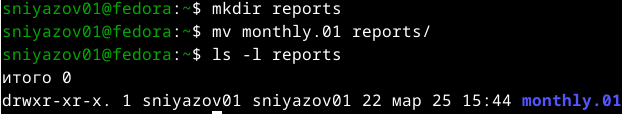 sniyazov01@fedora:~$ mkdir reports
sniyazov01@fedora:~$ mv monthly.01 reports/
sniyazov01@fedora:~$ ls -l reports
итого 0
drwxr-xr-x. 1 sniyazov01 sniyazov01 22 мар 25 15:44 monthly.01